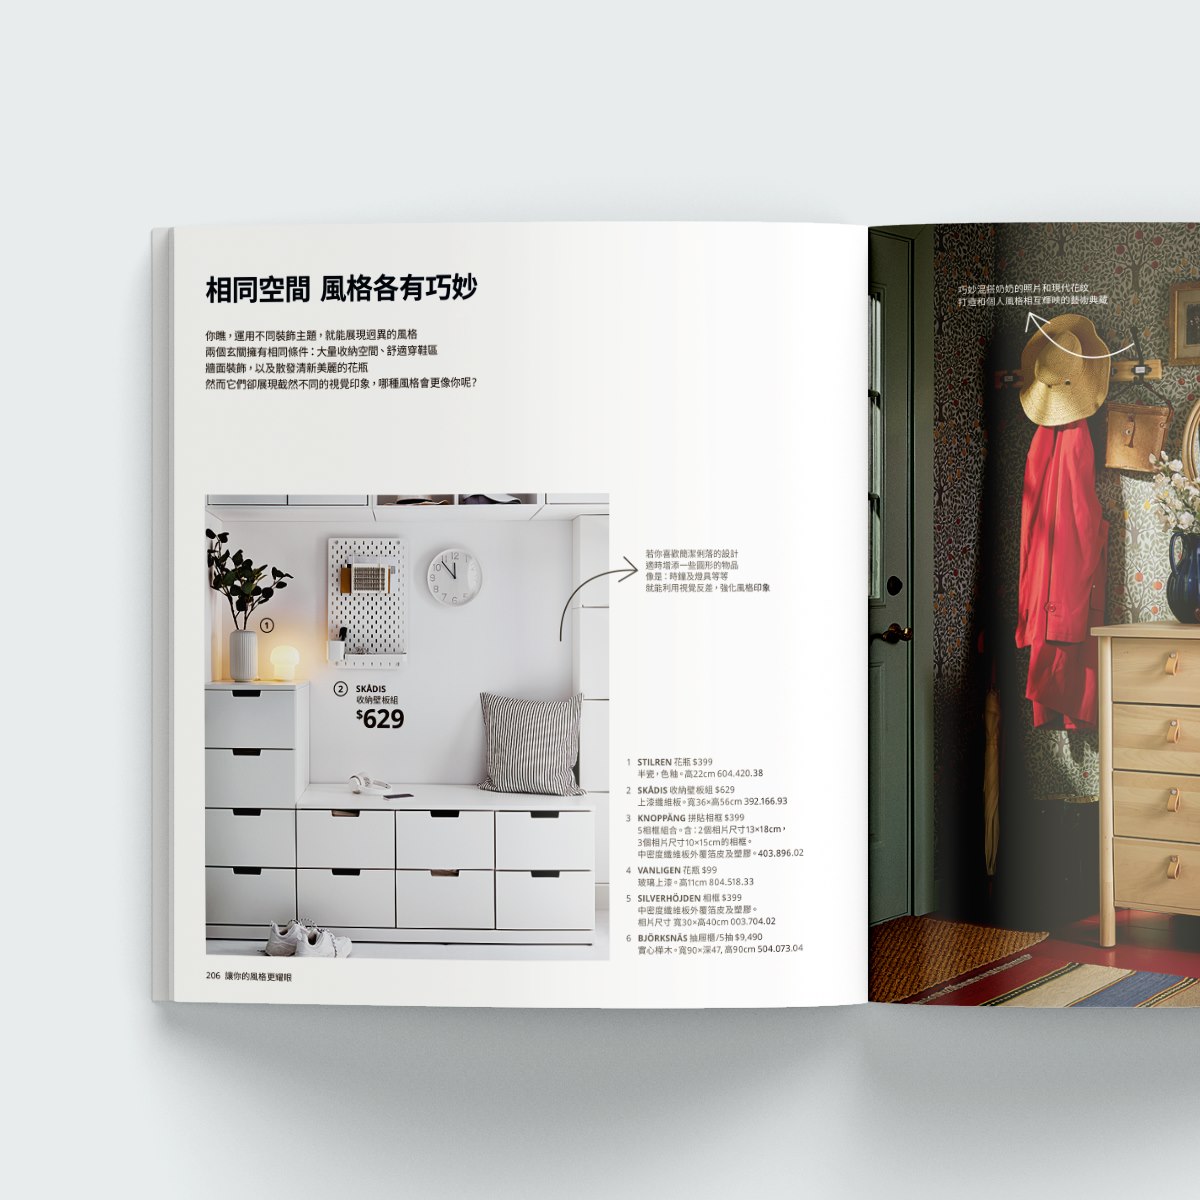 相同空間 風格各有巧妙
你瞧，運用不同裝飾主題，就能展現迥異的風格
兩個玄關擁有相同條件：大量收納空間、舒適穿鞋區
牆面裝飾，以及散發清新美麗的花瓶
然而它們卻展現截然不同的視覺印象，哪種風格會更像你呢？
1
2 SKÅDIS
收納壁板組
$629
若你喜歡簡潔俐落的設計
適時增添一些圓形的物品
像是：時鐘及燈具等等
就能利用視覺反差，強化風格印象
1 STILREN 花瓶 $399
半瓷，色釉。高22cm 604.420.38
2 SKÅDIS 收納壁板組 $629
上漆纖維板。寬36×高56cm 392.166.93
3 KNOPPÄNG 拼貼相框 $399
5相框組合。含：2個相片尺寸13×18cm，
3個相片尺寸10×15cm的相框。
中密度纖維板外覆箔皮及塑膠。403.896.02
4 VANLIGEN 花瓶 $99
玻璃上漆。高11cm 804.518.33
5 SILVERHÖJDEN 相框 $399
中密度纖維板外覆箔皮及塑膠。
相片尺寸 寬30×高40cm 003.704.02
6 BJÖRKSNÄS 抽屜櫃/5抽 $9,490
實心樺木。寬90×深47, 高90cm 504.073.04
206 讓你的風格更耀眼
巧妙混搭奶奶的照片和現代花紋
打造和個人風格相互輝映的藝術典藏